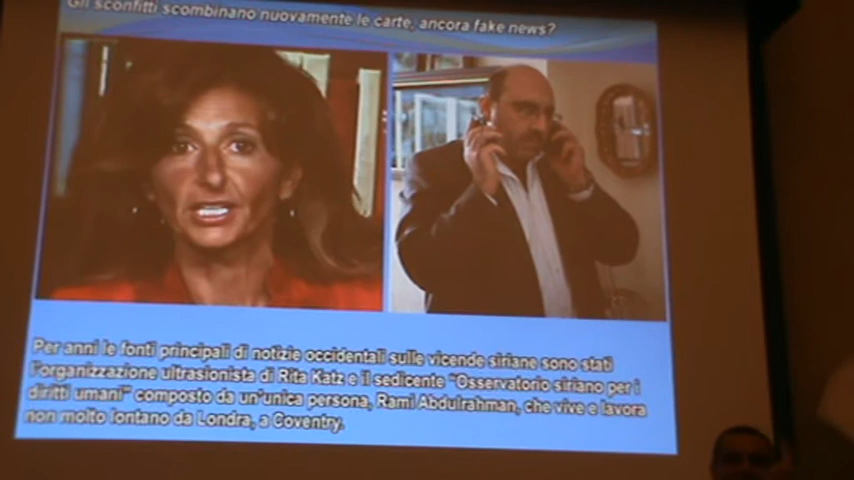 Gli sconfitti scombinano nuovamente le carte, ancora fake news?
Per anni le fonti principali di notizie occidentali sulle vicende siriane sono stati
l'organizzazione ultrasionista di Rita Katz e il sedicente "Osservatorio siriano per i
diritti umani" composto da un'unica persona, Rami Abdulrahman, che vive e lavora
non molto lontano da Londra, a Coventry.